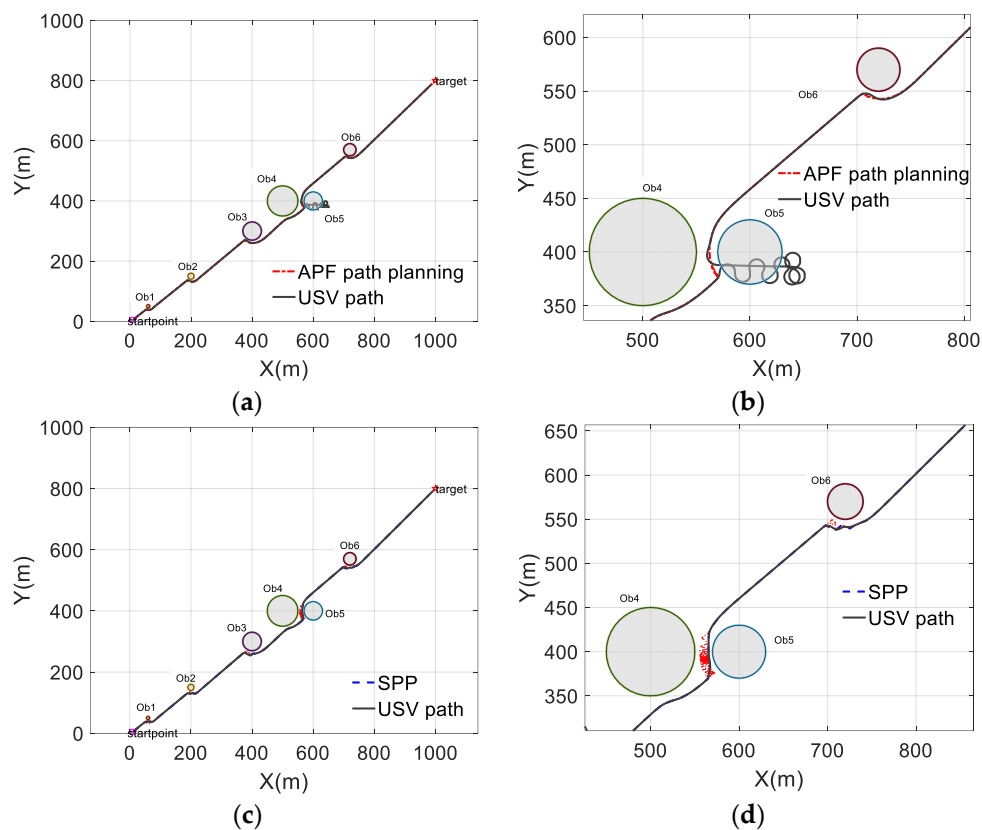 1000
800
600
400
200
0
Y(m)
target
Ob6
Ob4
Ob5
Ob3
Ob2
Ob1
startpoint
APF path planning
USV path
0 200 400 600 800 1000
X(m)
(a)
600
550
500
450
400
350
Y(m)
Ob6
Ob4
Ob5
APF path planning
USV path
500 600 700 800
X(m)
(b)
1000
800
600
400
200
0
Y(m)
target
Ob6
Ob4
Ob5
Ob3
Ob2
Ob1
startpoint
SPP
USV path
0 200 400 600 800 1000
X(m)
(c)
650
600
550
500
450
400
350
Y(m)
Ob6
Ob4
Ob5
SPP
USV path
500 600 700 800
X(m)
(d)